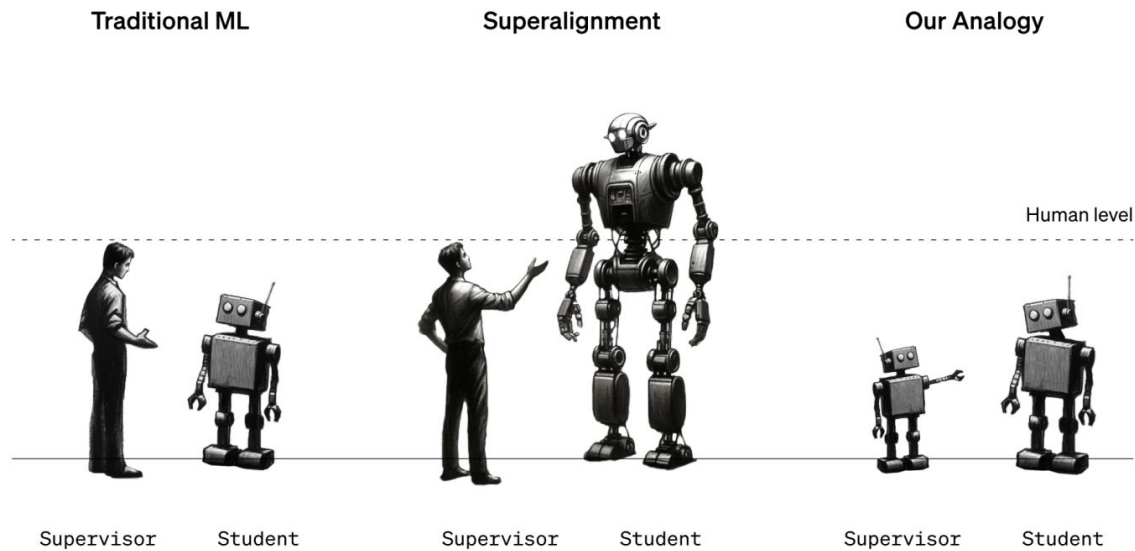 Traditional ML
Superalignment
Our Analogy
Human level
Supervisor
Student
Supervisor
Student
Supervisor
Student